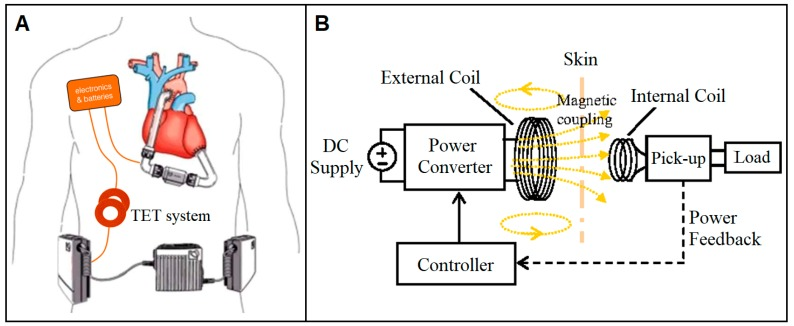 A
electronics
& batteries
TET system
B
External Coil
Skin
Magnetic
coupling
Internal Coil
DC
Supply
Power
Converter
Pick-up
Load
Power
Feedback
Controller